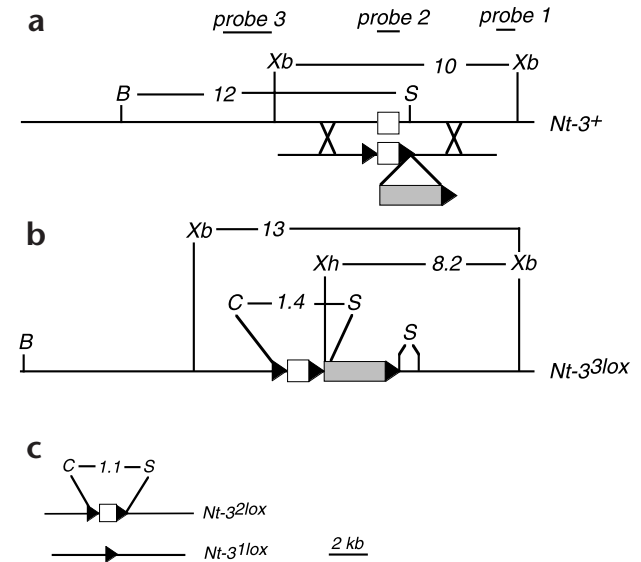 a
probe 3 probe 2 probe 1
Xb 10 Xb
B 12 S
Nt-3+
b
Xb 13
Xh 8.2 Xb
C 1.4 S
B S
Nt-33lox
c
C 1.1 S
Nt-32lox
Nt-31lox 2 kb